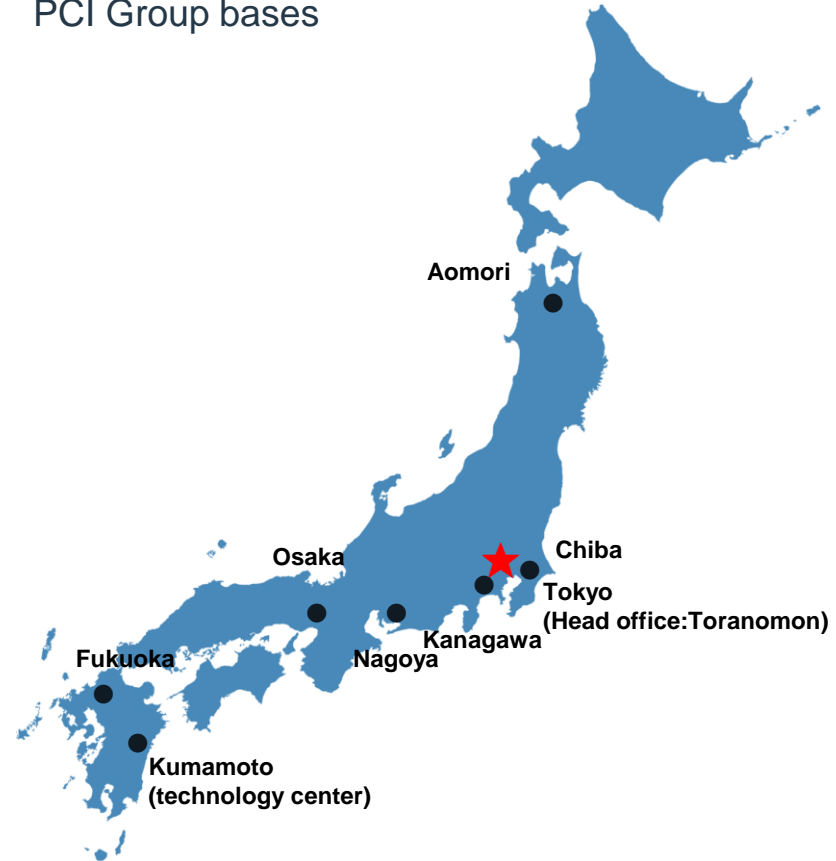 PCI Group bases
Aomori
Chiba
Osaka
Tokyo
(Head office:Toranomon)
Kanagawa
Nagoya
Fukuoka
Kumamoto
(technology center)